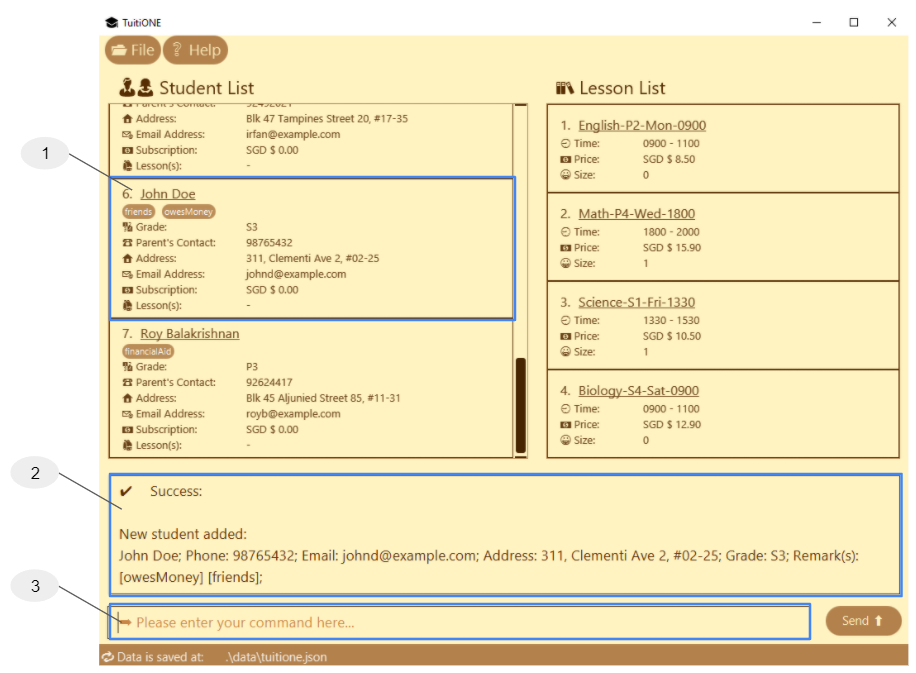 TuitiONE
File
Help
Student List
Address: Blk 47 Tampines Street 20, #17-35
Email Address: irfan@example.com
Subscription: SGD $ 0.00
Lesson(s): -
1
6. John Doe
friends owesMoney
Grade: S3
Parent's Contact: 98765432
Address: 311, Clementi Ave 2, #02-25
Email Address: johnd@example.com
Subscription: SGD $ 0.00
Lesson(s): -
7. Roy Balakrishnan
financialAid
Grade: P3
Parent's Contact: 92624417
Address: Blk 45 Aljunied Street 85, #11-31
Email Address: royb@example.com
Subscription: SGD $ 0.00
Lesson(s): -
Lesson List
1. English-P2-Mon-0900
Time: 0900 - 1100
Price: SGD $ 8.50
Size: 0
2. Math-P4-Wed-1800
Time: 1800 - 2000
Price: SGD $ 15.90
Size: 1
3. Science-S1-Fri-1330
Time: 1330 - 1530
Price: SGD $ 10.50
Size: 1
4. Biology-S4-Sat-0900
Time: 0900 - 1100
Price: SGD $ 12.90
Size: 0
2
Success:
New student added:
John Doe; Phone: 98765432; Email: johnd@example.com; Address: 311, Clementi Ave 2, #02-25; Grade: S3; Remark(s):
[owesMoney] [friends];
3
Please enter your command here...
Send
Data is saved at: .\data\tuitione.json